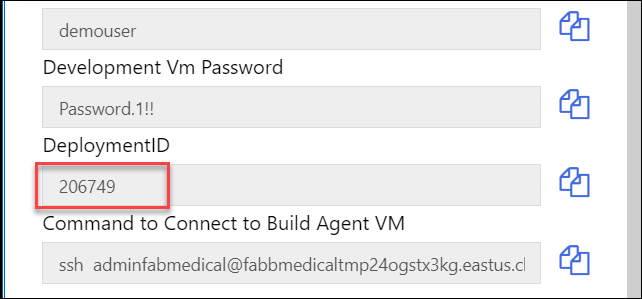 demouser
Development Vm Password
Password.1!!
DeploymentID
206749
Command to Connect to Build Agent VM
ssh adminfabmedical@fabbmedicaltmp24ogstx3kg.eastus.cl